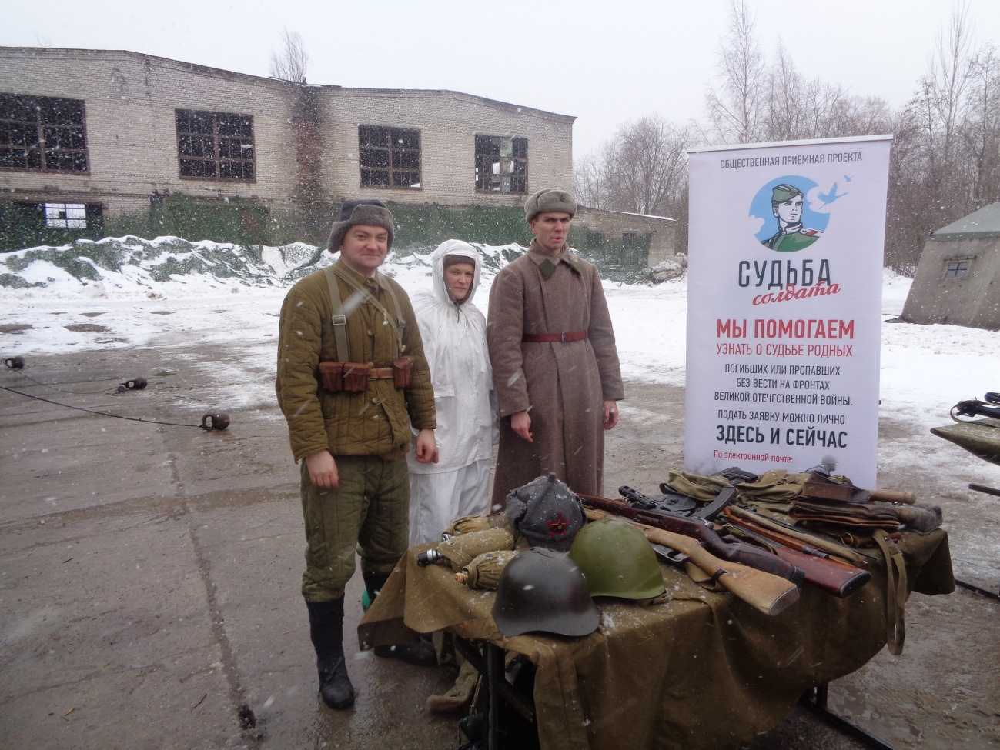 ОБЩЕСТВЕННАЯ ПРИЕМНАЯ ПРОЕКТА
СУДЬБА
солдата
МЫ ПОМОГАЕМ
УЗНАТЬ О СУДЬБЕ РОДНЫХ
ПОГИБШИХ ИЛИ ПРОПАВШИХ
БЕЗ ВЕСТИ НА ФРОНТАХ
ВЕЛИКОЙ ОТЕЧЕСТВЕННОЙ ВОЙНЫ.
ПОДАТЬ ЗАЯВКУ МОЖНО ЛИЧНО
ЗДЕСЬ И СЕЙЧАС
По электронной почте: